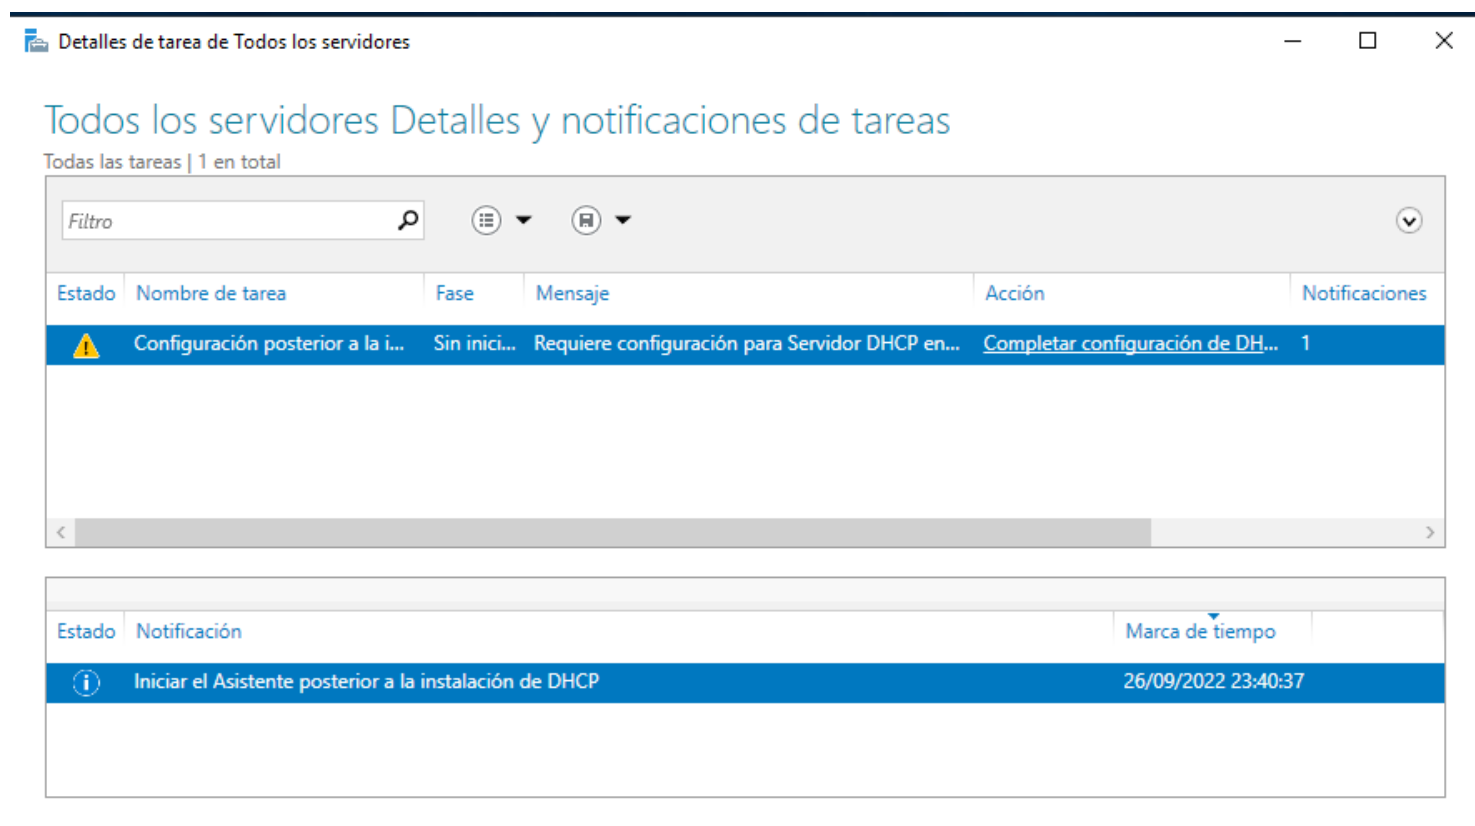 Detalles de tarea de Todos los servidores
Todos los servidores Detalles y notificaciones de tareas
Todas las tareas | 1 en total
Filtro
Estado Nombre de tarea Fase Mensaje Acción Notificaciones
Configuración posterior a la i... Sin inici... Requiere configuración para Servidor DHCP en... Completar configuración de DH... 1
Estado Notificación Marca de tiempo
Iniciar el Asistente posterior a la instalación de DHCP 26/09/2022 23:40:37